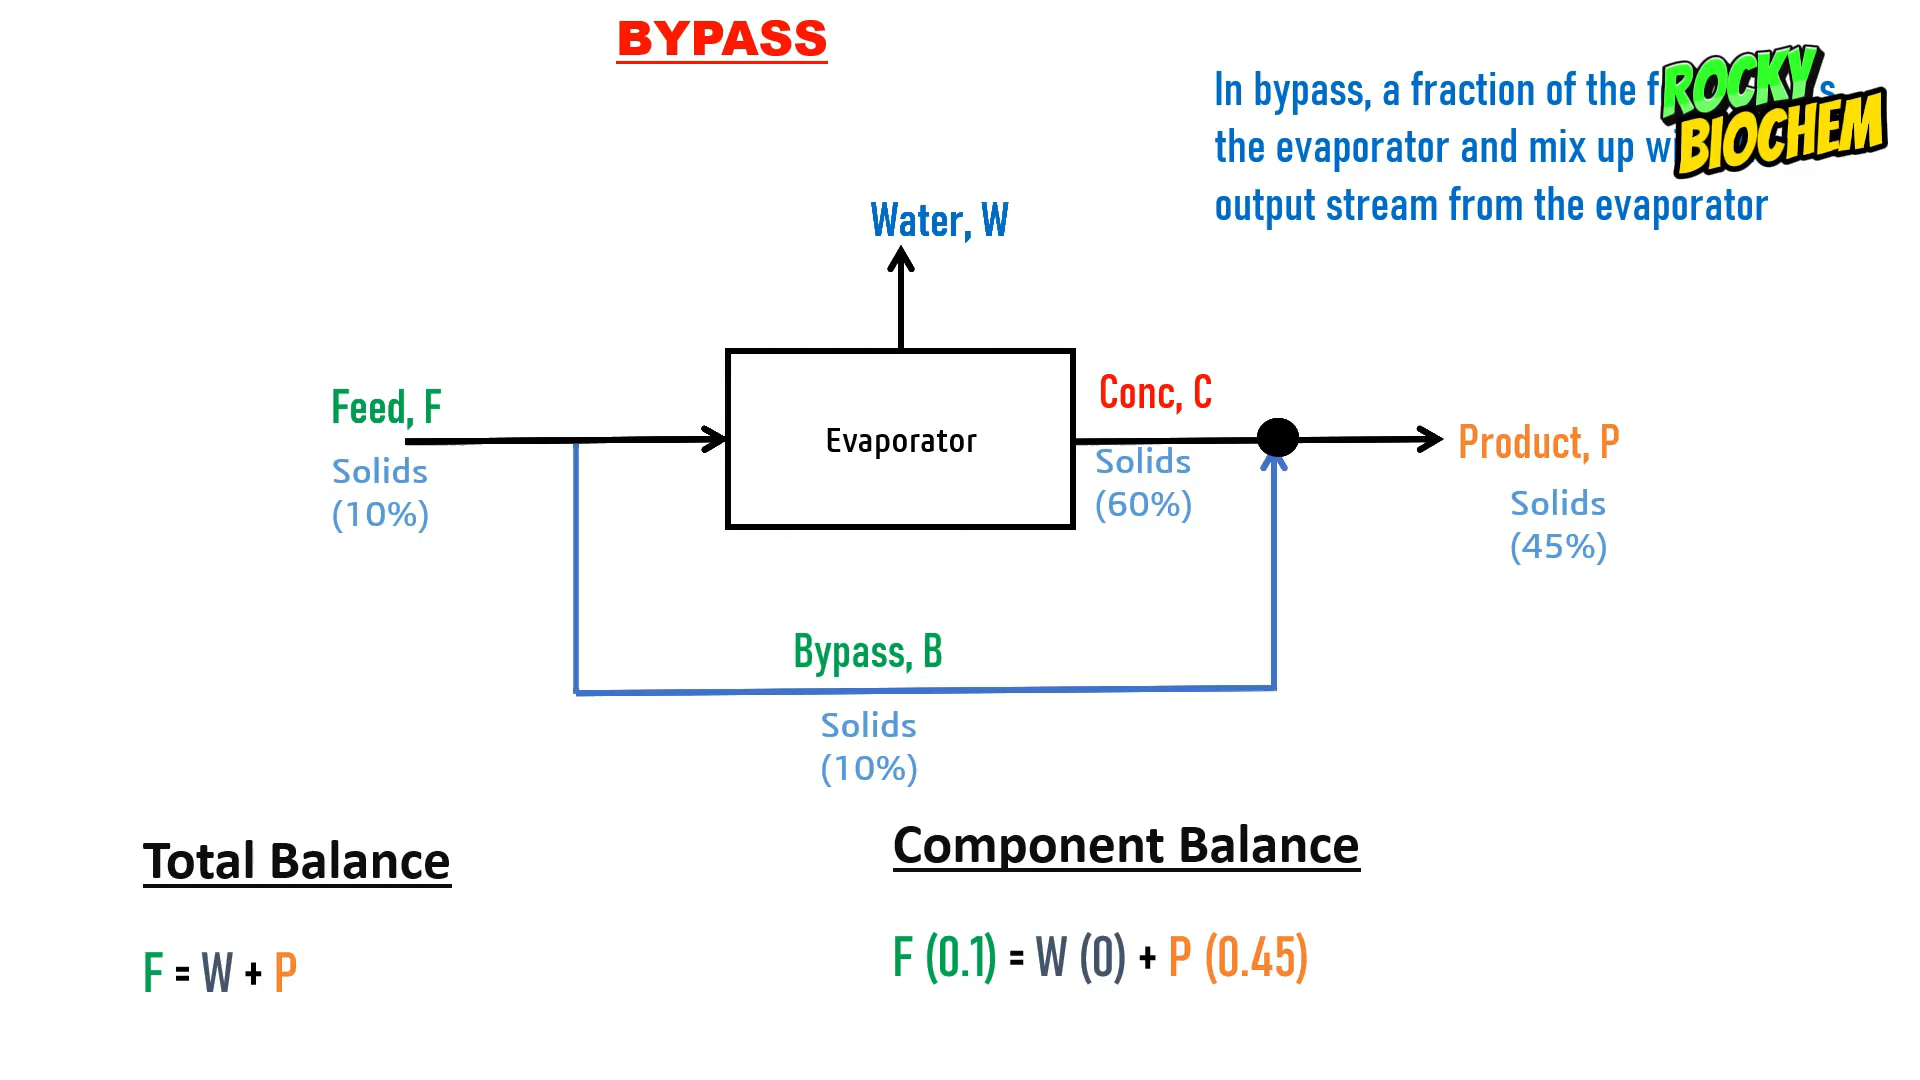 BYPASS
In bypass, a fraction of the
the evaporator and mix up
output stream from the evaporator
ROCKY
BIOCHEM
Water, W
Feed, F
Solids
(10%)
Evaporator
Conc, C
Solids
(60%)
Product, P
Solids
(45%)
Bypass, B
Solids
(10%)
Total Balance
F = W + P
Component Balance
F (0.1) = W (0) + P (0.45)